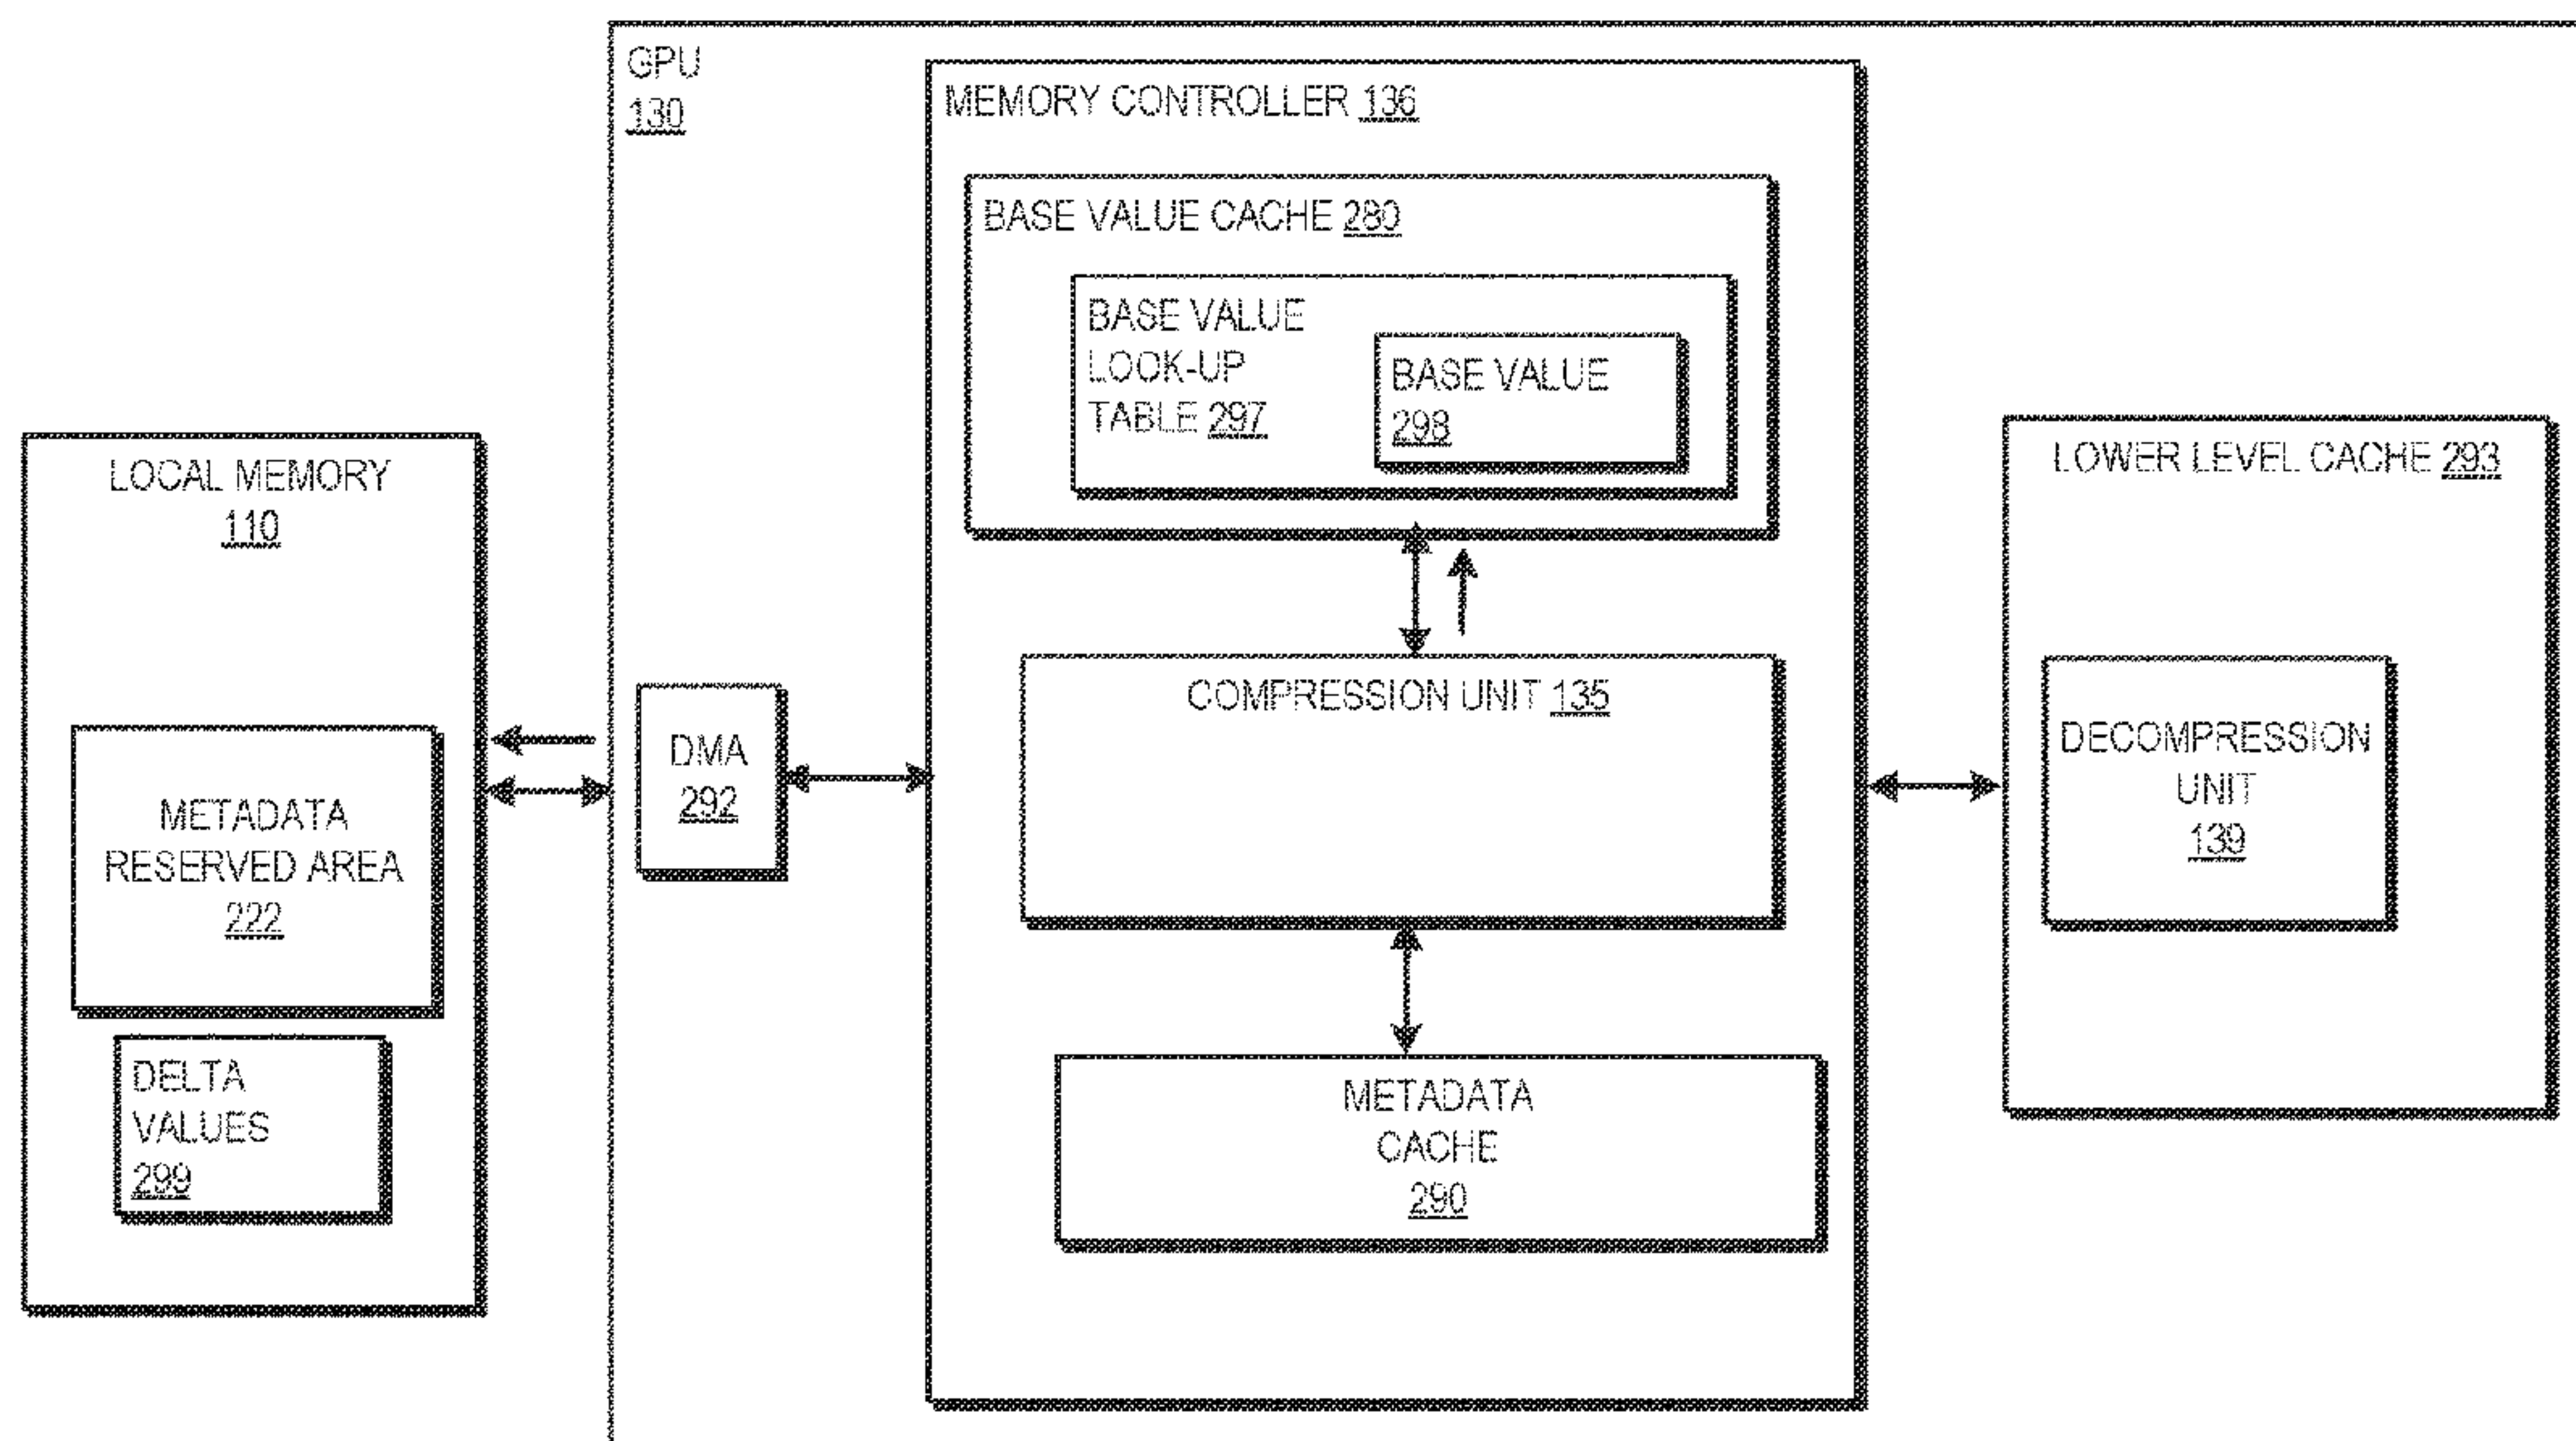 GPU
130
MEMORY CONTROLLER 136
BASE VALUE CACHE 280
BASE VALUE
LOOK-UP
TABLE 297
BASE VALUE
298
LOCAL MEMORY
110
LOWER LEVEL CACHE 293
COMPRESSION UNIT 135
DMA
292
DECOMPRESSION
UNIT
139
METADATA
RESERVED AREA
222
DELTA
VALUES
299
METADATA
CACHE
290